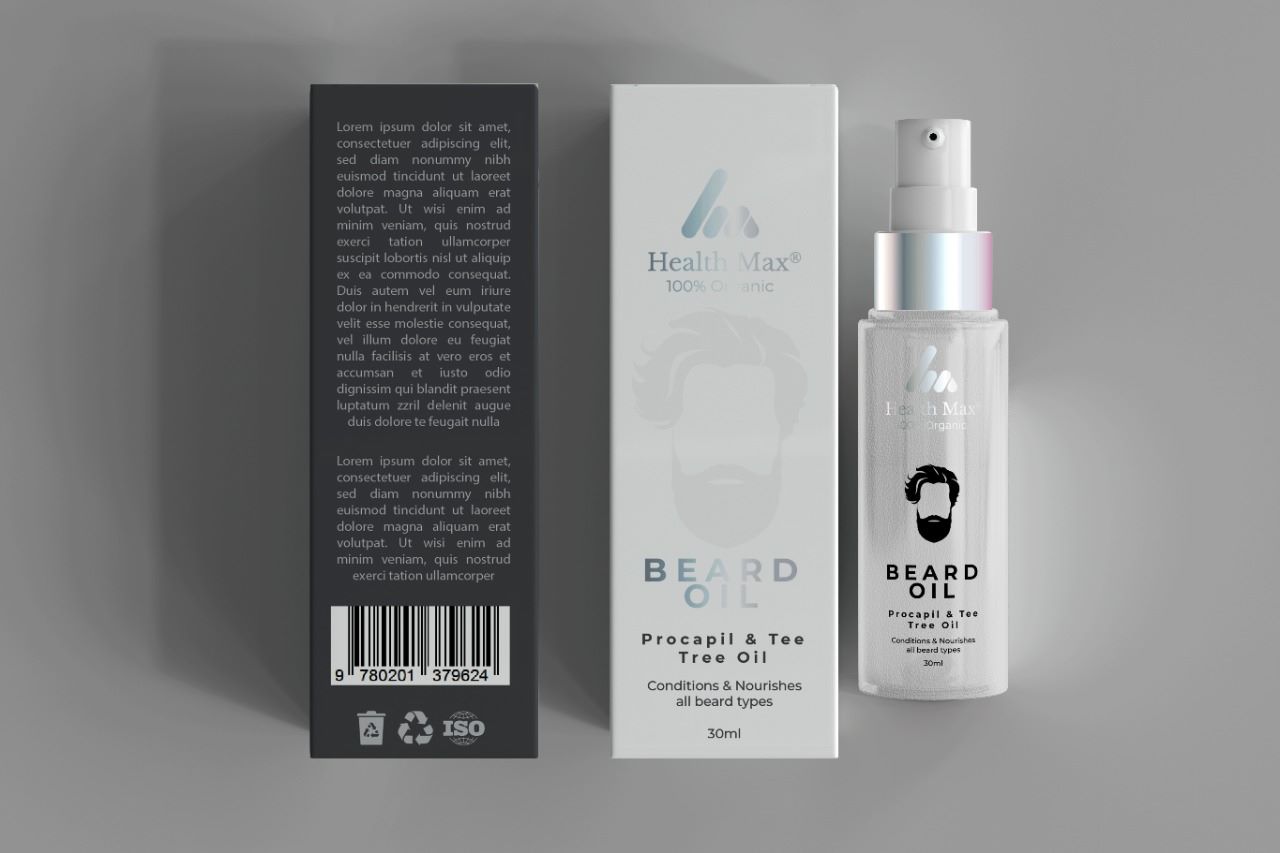 Lorem ipsum dolor sit amet,
consectetuer adipiscing elit,
sed diam nonummy nibh
euismod tincidunt ut laoreet
dolore magna aliquam erat
volutpat. Ut wisi enim ad
minim veniam, quis nostrud
exerci tation ullamcorper
suscipit lobortis nisl ut aliquip
ex ea commodo consequat.
Duis autem vel eum iriure
dolor in hendrerit in vulputate
velit esse molestie consequat,
vel illum dolore eu feugiat
nulla facilisis at vero eros et
accumsan et iusto odio
dignissim qui blandit praesent
luptatum zzril delenit augue
duis dolore te feugait nulla
Lorem ipsum dolor sit amet,
consectetuer adipiscing elit,
sed diam nonummy nibh
euismod tincidunt ut laoreet
dolore magna aliquam erat
volutpat. Ut wisi enim ad
minim veniam, quis nostrud
exerci tation ullamcorper
9 780201 379624
ISO
Health Max®
100% Organic
BEARD
OIL
Procapil & Tee
Tree Oil
Conditions & Nourishes
all beard types
30ml
Health Max®
100% Organic
BEARD
OIL
Procapil & Tee
Tree Oil
Conditions & Nourishes
all beard types
30ml